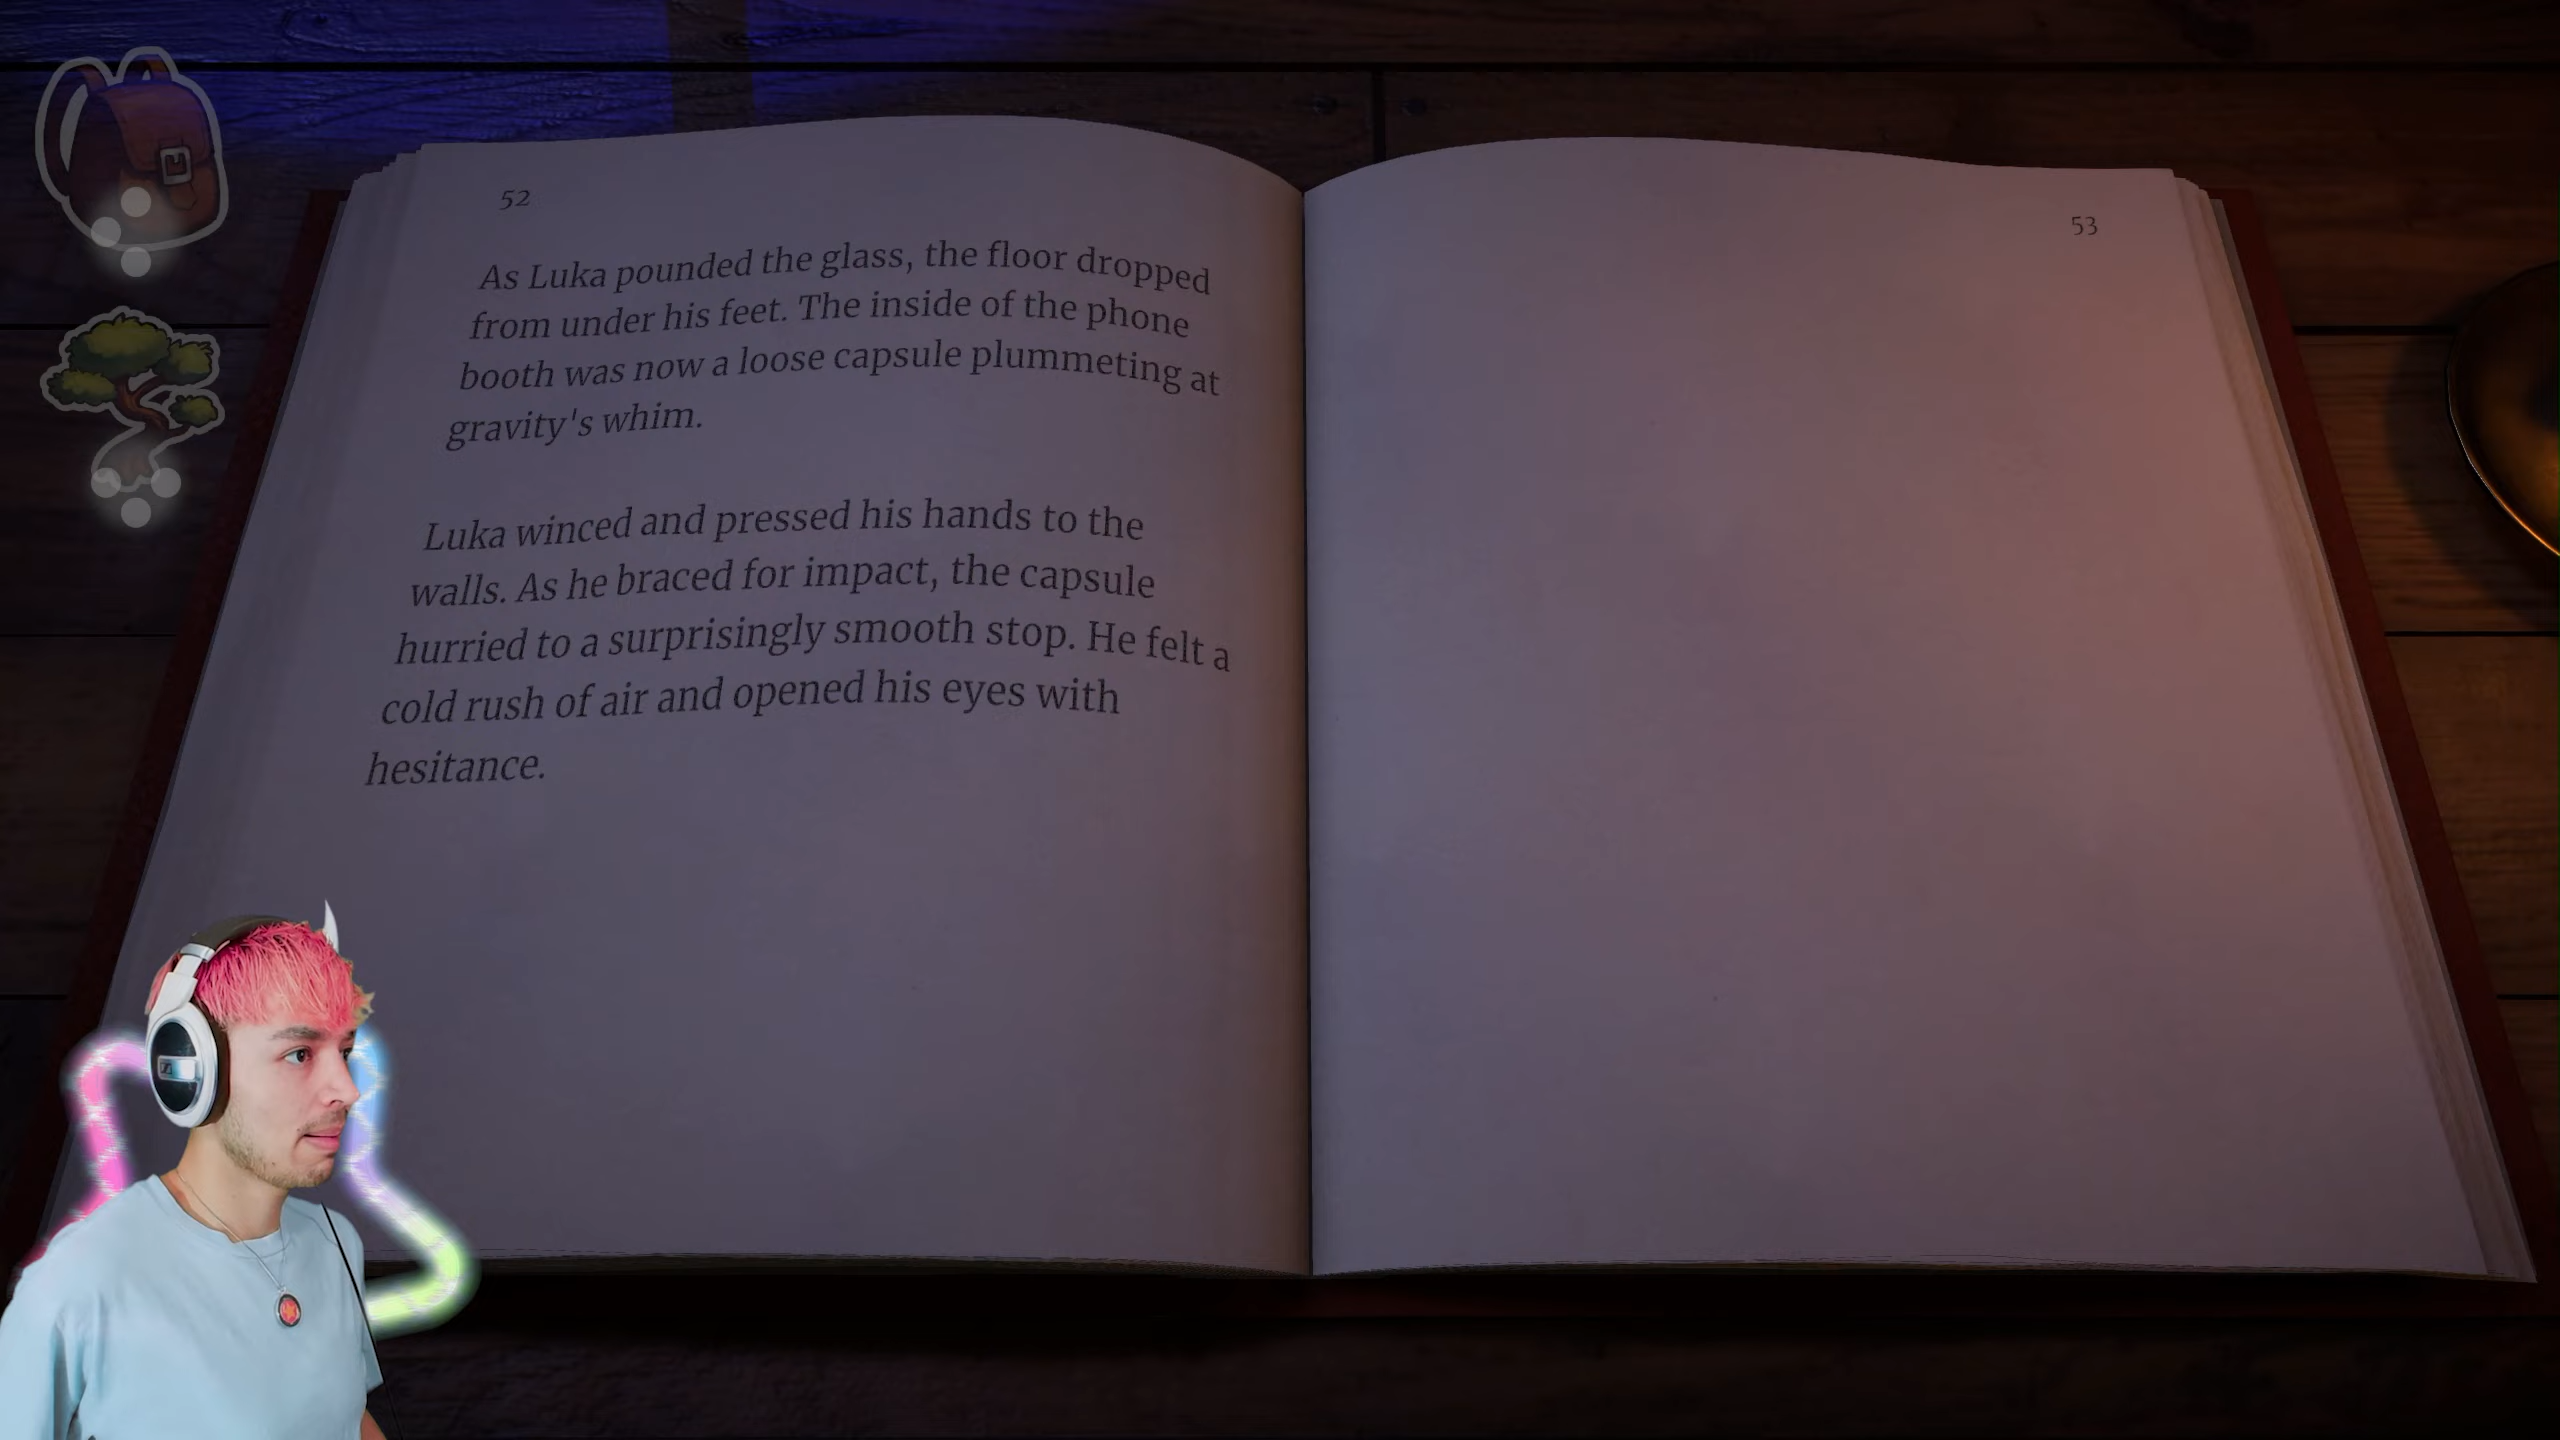 52
As Luka pounded the glass, the floor dropped
from under his feet. The inside of the phone
booth was now a loose capsule plummeting at
gravity's whim.
Luka winced and pressed his hands to the
walls. As he braced for impact, the capsule
hurried to a surprisingly smooth stop. He felt a
cold rush of air and opened his eyes with
hesitance.
53